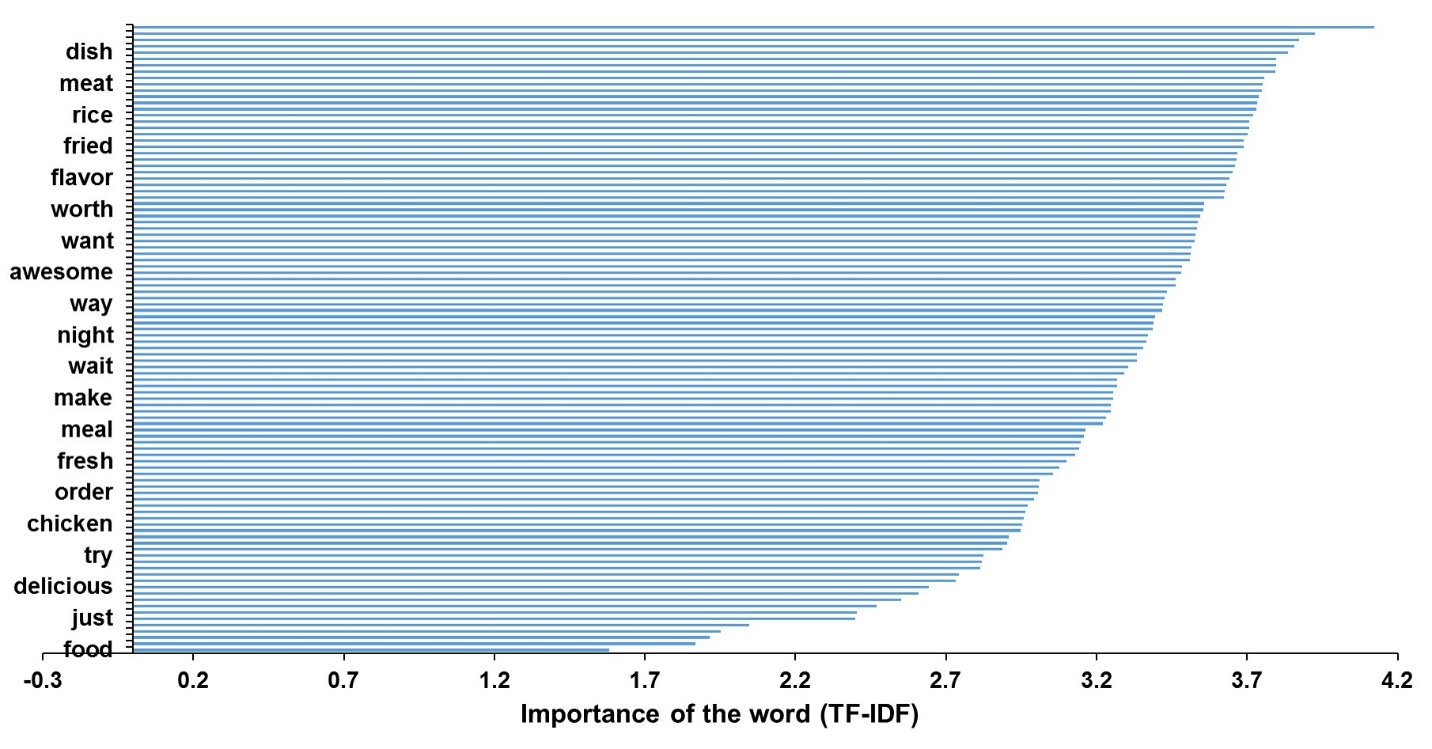 dish
meat
rice
fried
flavor
worth
want
awesome
way
night
wait
make
meal
fresh
order
chicken
try
delicious
just
food
-0.3 0.2 0.7 1.2 1.7 2.2 2.7 3.2 3.7 4.2
Importance of the word (TF-IDF)